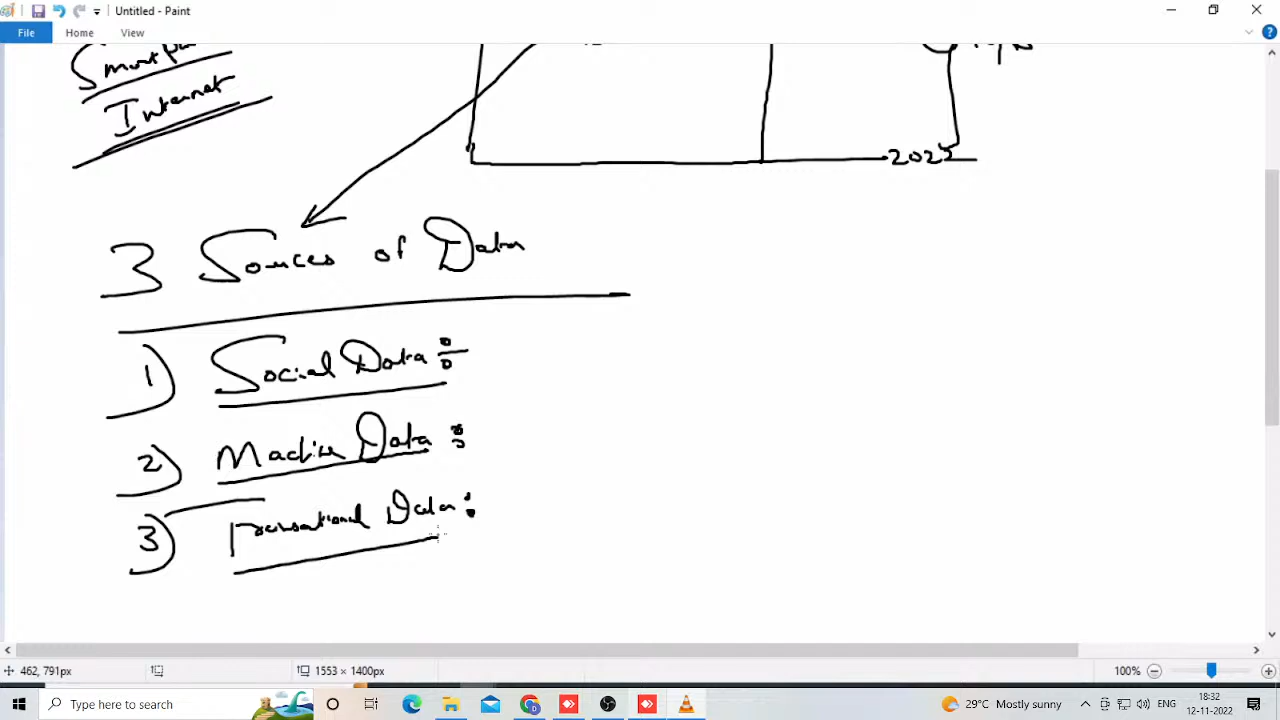 Untitled - Paint
File Home View
Internet
2022
3 Sources of Data
1) Social Data :
2) Machine Data :
3) Transactional Data :
462, 791px
1553 × 1400px
100%
Type here to search
29°C Mostly sunny
18:32
12-11-2022